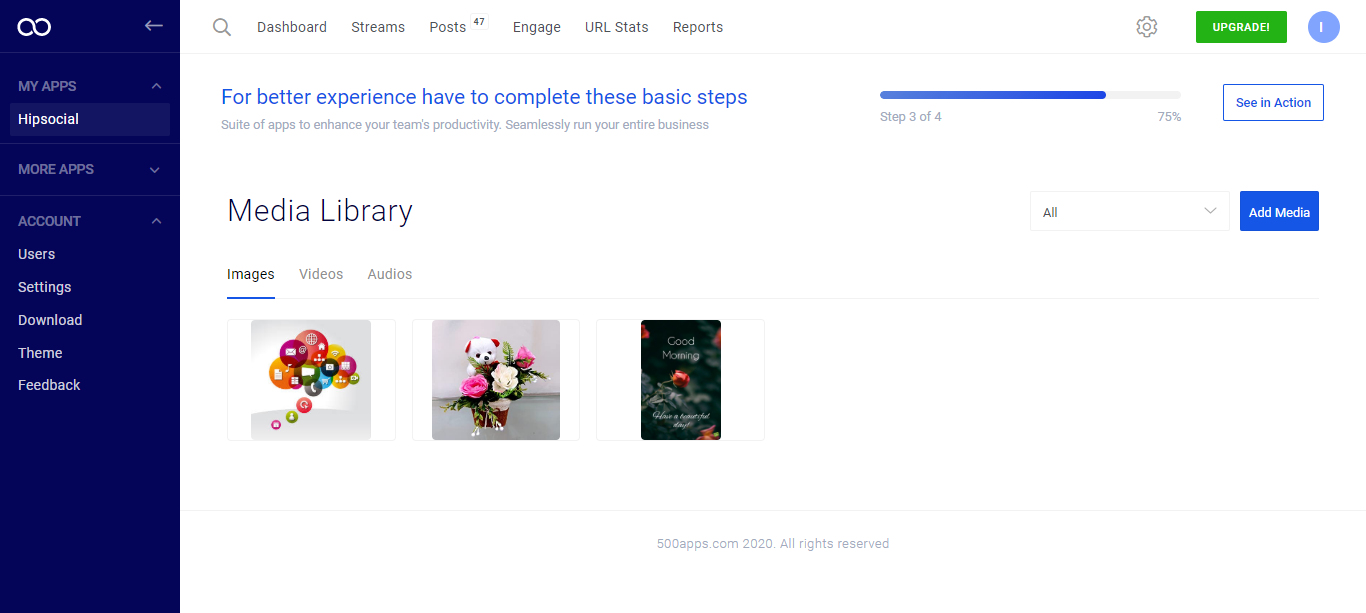 Dashboard Streams Posts 47 Engage URL Stats Reports UPGRADE! I
MY APPS
Hipsocial
MORE APPS
ACCOUNT
Users
Settings
Download
Theme
Feedback
For better experience have to complete these basic steps
Suite of apps to enhance your team's productivity. Seamlessly run your entire business
Step 3 of 4 75%
See in Action
Media Library
All
Add Media
Images Videos Audios
Good
Morning
Have a beautiful
day!
500apps.com 2020. All rights reserved